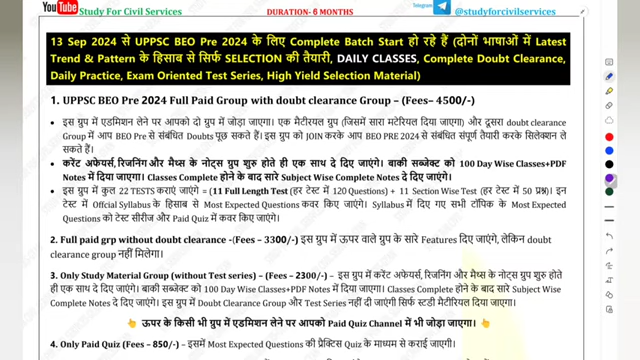 YouTube Study For Civil Services DURATION- 6 MONTHS Telegram @studyforcivilservices
13 Sep 2024 से UPPSC BEO Pre 2024 के लिए Complete Batch Start हो रहे हैं (दोनों भाषाओं में Latest
Trend & Pattern के हिसाब से सिर्फ SELECTION की तैयारी, DAILY CLASSES, Complete Doubt Clearance,
Daily Practice, Exam Oriented Test Series, High Yield Selection Material)
1. UPPSC BEO Pre 2024 Full Paid Group with doubt clearance Group – (Fees– 4500/-)
• इस ग्रुप में एडमिशन लेने पर आपको दो ग्रुप में जोड़ा जाएगा। एक मैटीरियल ग्रुप (जिसमें सारा मटेरियल दिया जाएगा) और दूसरा doubt clearance
Group में आप BEO Pre से संबंधित Doubts पूछ सकते हैं। इस ग्रुप को JOIN करके आप BEO PRE 2024 से संबंधित संपूर्ण तैयारी करके सिलेक्शन ले
सकते हैं।
• करेंट अफेयर्स, रिजनिंग और मैथ्स के नोट्स ग्रुप शुरू होते ही एक साथ दे दिए जाएंगे। बाकी सब्जेक्ट को 100 Day Wise Classes+PDF
Notes में दिया जाएगा। Classes Complete होने के बाद सारे Subject Wise Complete Notes दे दिए जाएंगे।
• इस ग्रुप में कुल 22 TESTS कराएं जाएंगे = (11 Full Length Test (हर टेस्ट में 120 Questions) + 11 Section Wise Test (हर टेस्ट में 50 प्रश्न)। इन
टेस्ट में Offcial Syllabus के हिसाब से Most Expected Questions कवर किए जाएंगे। Syllabus में दिए गए सभी टॉपिक के Most Expected
Questions को टेस्ट सीरीज और Paid Quiz में कवर किए जाएंगे।
2. Full paid grp without doubt clearance -(Fees – 3300/-) इस ग्रुप में ऊपर वाले ग्रुप के सारे Features दिए जाएंगे, लेकिन doubt
clearance group नहीं मिलेगा।
3. Only Study Material Group (without Test series) – (Fees – 2300/-) – इस ग्रुप में करेंट अफेयर्स, रिजनिंग और मैथ्स के नोट्स ग्रुप शुरू होते
ही एक साथ दे दिए जाएंगे। बाकी सब्जेक्ट को 100 Day Wise Classes+PDF Notes में दिया जाएगा। Classes Complete होने के बाद सारे Subject Wise
Complete Notes दे दिए जाएंगे। इस ग्रुप में Doubt Clearance Group और Test Series नहीं दी जाएंगी सिर्फ स्टडी मैटीरियल दिया जाएगा।
ऊपर के किसी भी ग्रुप में एडमिशन लेने पर आपको Paid Quiz Channel में भी जोड़ा जाएगा।
4. Only Paid Quiz (Fees – 850/-) – इसमें Most Expected Questions की प्रैक्टिस Quiz के माध्यम से कराई जाएगी।